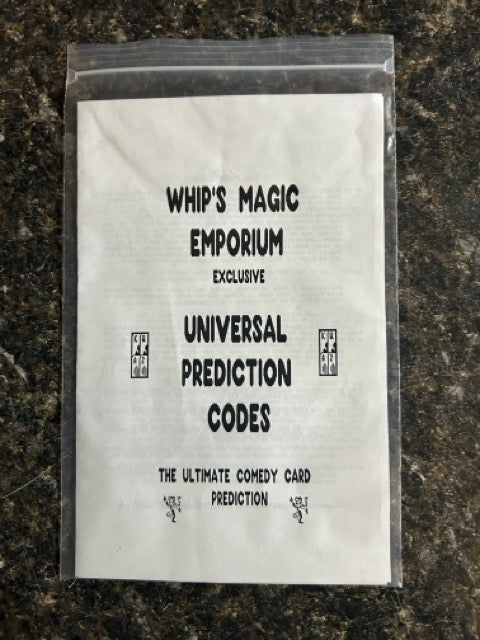 WHIP'S MAGIC
EMPORIUM
EXCLUSIVE
UNIVERSAL
PREDICTION
CODES
THE ULTIMATE COMEDY CARD
PREDICTION